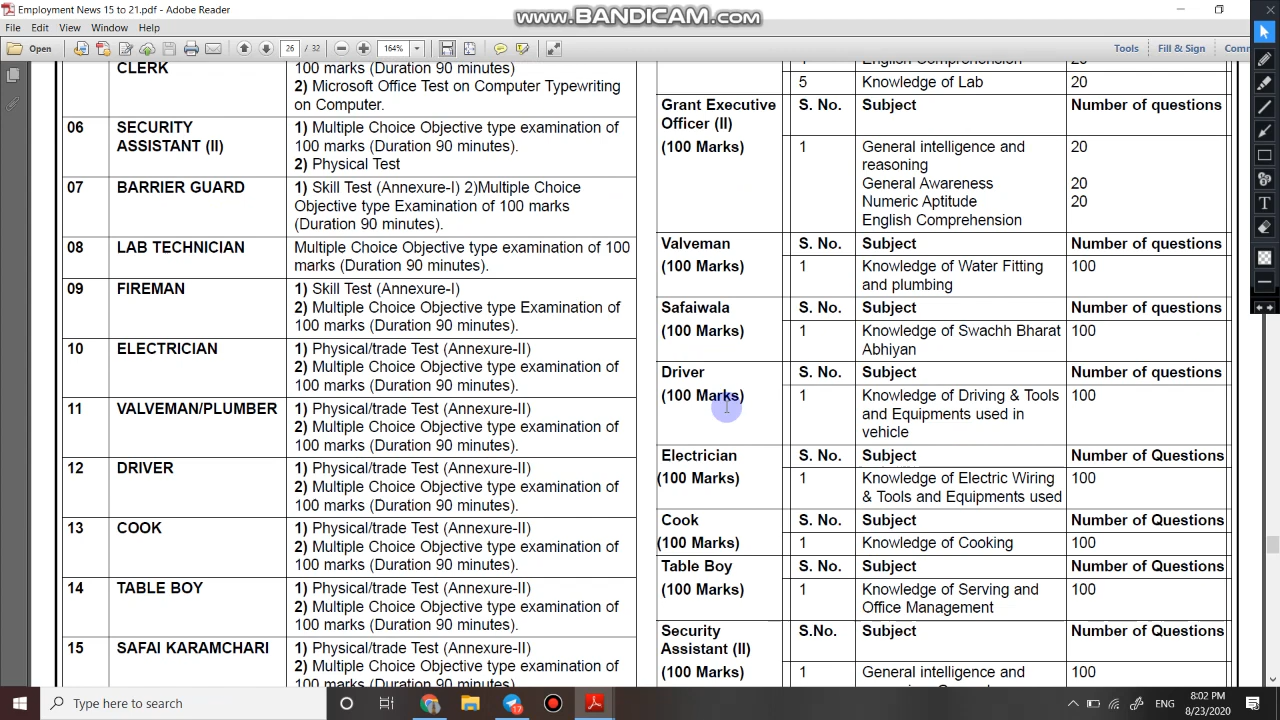 Employment News 15 to 21.pdf - Adobe Reader
www.BANDICAM.com
File Edit View Window Help
Open
26 / 32
164%
Tools Fill & Sign
CLERK
100 marks (Duration 90 minutes)
2) Microsoft Office Test on Computer Typewriting
on Computer.
06 SECURITY
ASSISTANT (II)
1) Multiple Choice Objective type examination of
100 marks (Duration 90 minutes).
2) Physical Test
07 BARRIER GUARD
1) Skill Test (Annexure-I) 2)Multiple Choice
Objective type Examination of 100 marks
(Duration 90 minutes).
08 LAB TECHNICIAN
Multiple Choice Objective type examination of 100
marks (Duration 90 minutes).
09 FIREMAN
1) Skill Test (Annexure-I)
2) Multiple Choice Objective type Examination of
100 marks (Duration 90 minutes).
10 ELECTRICIAN
1) Physical/trade Test (Annexure-II)
2) Multiple Choice Objective type examination of
100 marks (Duration 90 minutes).
11 VALVEMAN/PLUMBER
1) Physical/trade Test (Annexure-II)
2) Multiple Choice Objective type examination of
100 marks (Duration 90 minutes).
12 DRIVER
1) Physical/trade Test (Annexure-II)
2) Multiple Choice Objective type examination of
100 marks (Duration 90 minutes).
13 COOK
1) Physical/trade Test (Annexure-II)
2) Multiple Choice Objective type examination of
100 marks (Duration 90 minutes).
14 TABLE BOY
1) Physical/trade Test (Annexure-II)
2) Multiple Choice Objective type examination of
100 marks (Duration 90 minutes).
15 SAFAI KARAMCHARI
1) Physical/trade Test (Annexure-II)
2) Multiple Choice Objective type examination of
100 marks (Duration 90 minutes).
4 English Comprehension 20
5 Knowledge of Lab 20
Grant Executive S. No. Subject Number of questions
Officer (II)
(100 Marks) 1 General intelligence and 20
reasoning
General Awareness 20
Numeric Aptitude 20
English Comprehension
Valveman S. No. Subject Number of questions
(100 Marks) 1 Knowledge of Water Fitting 100
and plumbing
Safaiwala S. No. Subject Number of questions
(100 Marks) 1 Knowledge of Swachh Bharat 100
Abhiyan
Driver S. No. Subject Number of questions
(100 Marks) 1 Knowledge of Driving & Tools 100
and Equipments used in
vehicle
Electrician S. No. Subject Number of Questions
(100 Marks) 1 Knowledge of Electric Wiring 100
& Tools and Equipments used
Cook S. No. Subject Number of Questions
(100 Marks) 1 Knowledge of Cooking 100
Table Boy S. No. Subject Number of Questions
(100 Marks) 1 Knowledge of Serving and 100
Office Management
Security S.No. Subject Number of Questions
Assistant (II)
(100 Marks) 1 General intelligence and 100
Type here to search
17
ENG
8:02 PM
8/23/2020